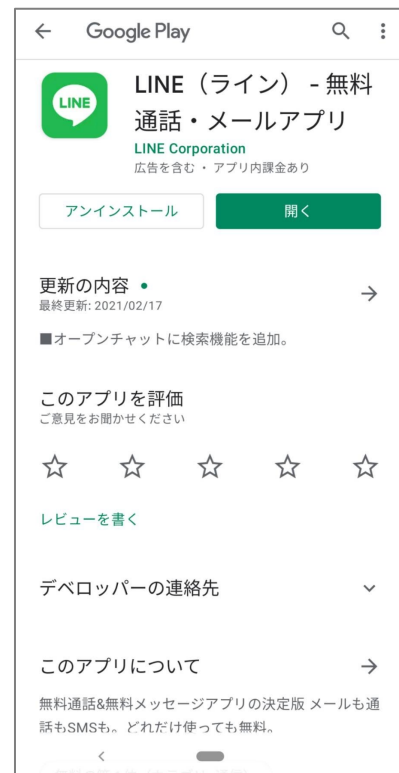 Google Play
LINE
LINE（ライン） - 無料
通話・メールアプリ
LINE Corporation
広告を含む・アプリ内課金あり
アンインストール
開く
更新の内容
最終更新: 2021/02/17
■オープンチャットに検索機能を追加。
このアプリを評価
ご意見をお聞かせください
レビューを書く
デベロッパーの連絡先
このアプリについて
無料通話&無料メッセージアプリの決定版 メールも通
話もSMSも。どれだけ使っても無料。